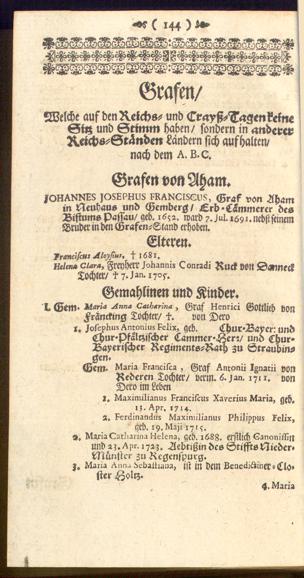 ( 144 )
Grafen/
Welche auf den Reichs- und Crayß-Tagen keine
Sitz und Stimm haben/ sondern in anderer
Reichs-Ständen Ländern sich aufhalten/
nach dem A. B. C.
Grafen von Aham.
JOHANNES JOSEPHUS FRANCISCUS, Graf von Aham
in Neuhaus und Gemberg/ Erb-Cämmerer des
Bistums Passau/ geb. 1652. ward 7. Jul. 1691. nebst seinem
Bruder in den Grafen-Stand erhoben.
Elteren.
Franciscus Aloysius, † 1681.
Helena Clara, Freyherr Johannis Conradi Ruck von Danneck
Tochter/ † 7. Jan. 1705.
Gemahlinen und Kinder.
I. Gem. Maria Anna Catharina, Graf Henrici Gottlieb von
Fräncking Tochter/ †. von Dero
1. Josephus Antonius Felix, geb. Chur-Bayer: und
Chur-Pfältzischer Cammer-Herr/ und Chur-
Bayerischer Regiments-Rath zu Straubin-
gen.
Gem. Maria Francisca, Graf Antonii Ignatii von
Rederen Tochter/ verm. 6. Jan. 1711. von
Dero im Leben
1. Maximilianus Franciscus Xaverius Maria, geb.
13. Apr. 1714.
2. Ferdinandus Maximilianus Philippus Felix,
geb. 19. Maji 1715.
2. Maria Catharina Helena, geb. 1688. erstlich Canonissin
und 23. Apr. 1723. Aebtißin des Stiffts Nieder-
Münster zu Regenspurg.
3. Maria Anna Sebastiana, ist in dem Benedictiner-Clo-
ster Holtz.
4. Maria